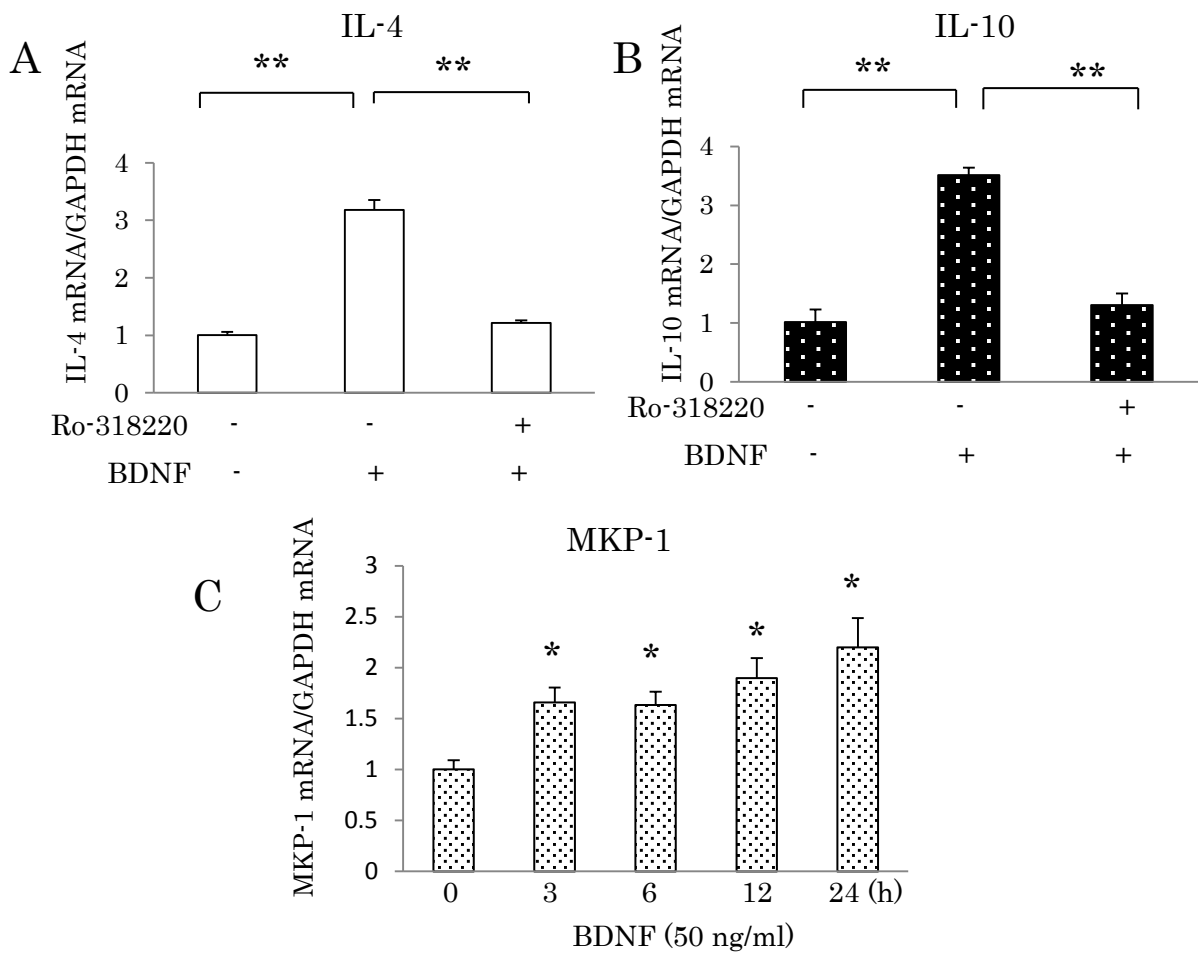 A
IL-4
** **
IL-4 mRNA/GAPDH mRNA
4
3
2
1
0
Ro-318220 - - +
BDNF - + +
B
IL-10
** **
IL-10 mRNA/GAPDH mRNA
4
3
2
1
0
Ro-318220 - - +
BDNF - + +
C
MKP-1
MKP-1 mRNA/GAPDH mRNA
3
2.5
2
1.5
1
0.5
0
* * * *
0 3 6 12 24 (h)
BDNF (50 ng/ml)